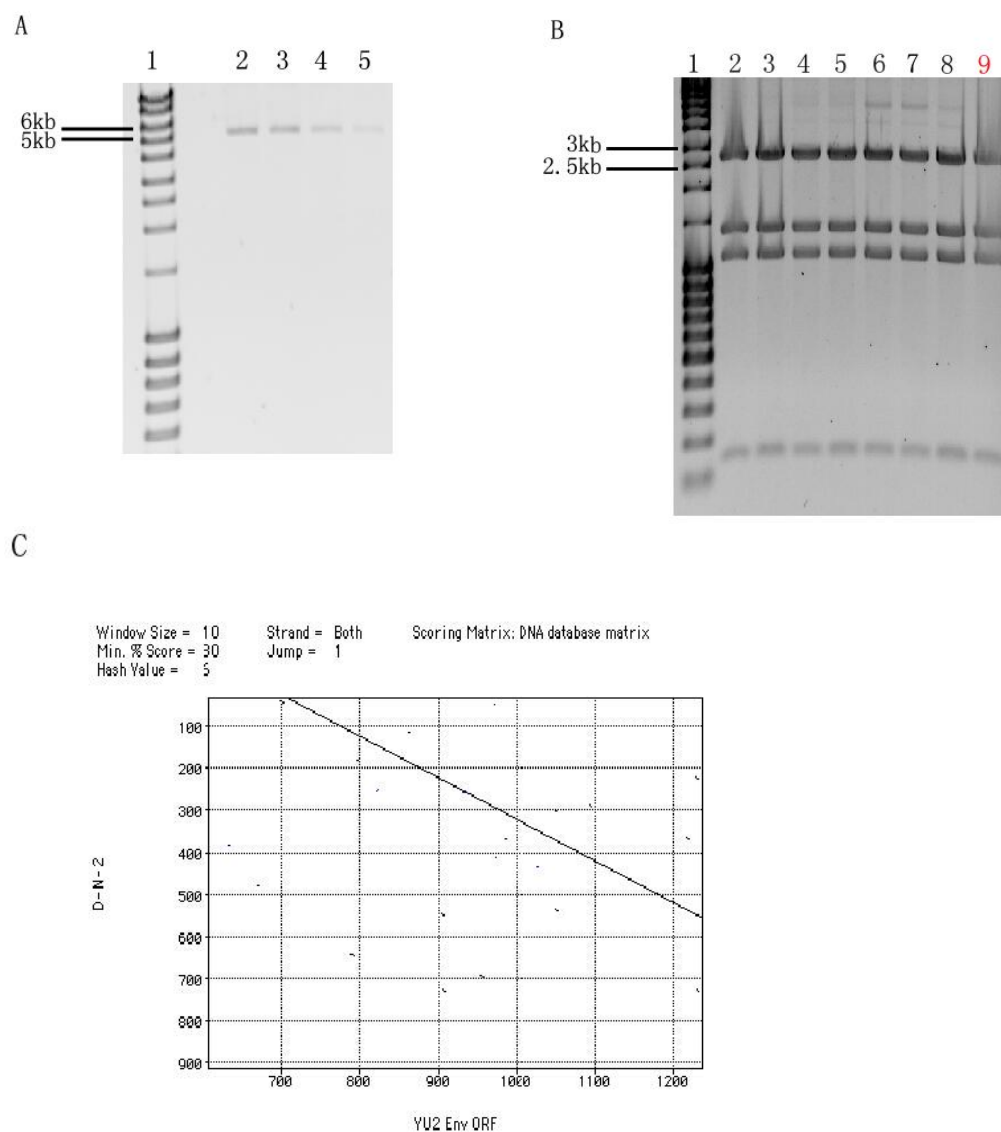 A
1 2 3 4 5
6kb
5kb
B
1 2 3 4 5 6 7 8 9
3kb
2.5kb
C
Window Size = 10 Strand = Both Scoring Matrix: DNA database matrix
Min. % Score = 80 Jump = 1
Hash Value = 6
100
200
300
400
500
600
700
800
900
D-N-2
700 800 900 1000 1100 1200
YU2 Env ORF